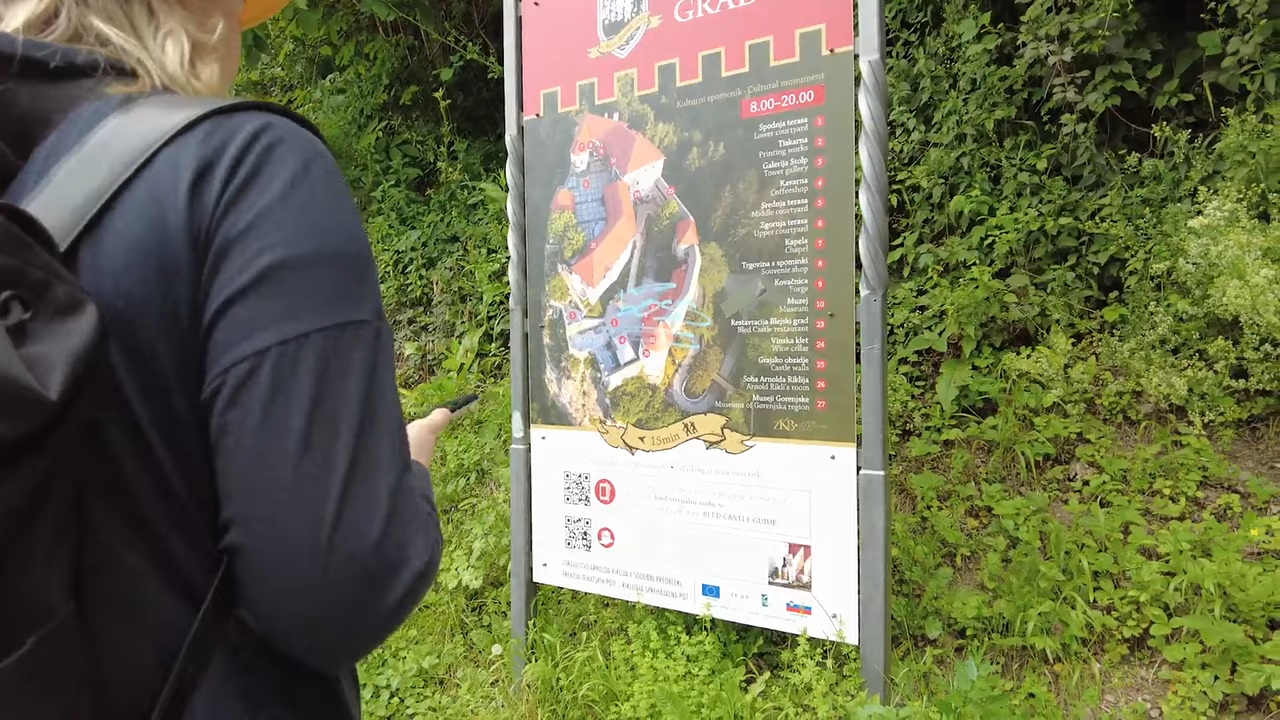 GRAD
Kulturni spomenik - Cultural monument
8.00–20.00
Spodnja terasa 1
Lower courtyard
Tiskarna 2
Printing works
Galerija Stolp 3
Tower gallery
Kavarna 4
Coffeeshop
Srednja terasa 5
Middle courtyard
Zgornja terasa 6
Upper courtyard
Kapela 7
Chapel
Trgovina s spominki 8
Souvenir shop
Kovačnica 9
Forge
Muzej 10
Museum
Restavracija Blejski grad 23
Bled Castle restaurant
Vinska klet 24
Wine cellar
Grajsko obzidje 25
Castle walls
Soba Arnolda Riklija 26
Arnold Rikli's room
Muzeji Gorenjske 27
Museums of Gorenjska region
15min
at your own risk
BLED CASTLE GUIDE